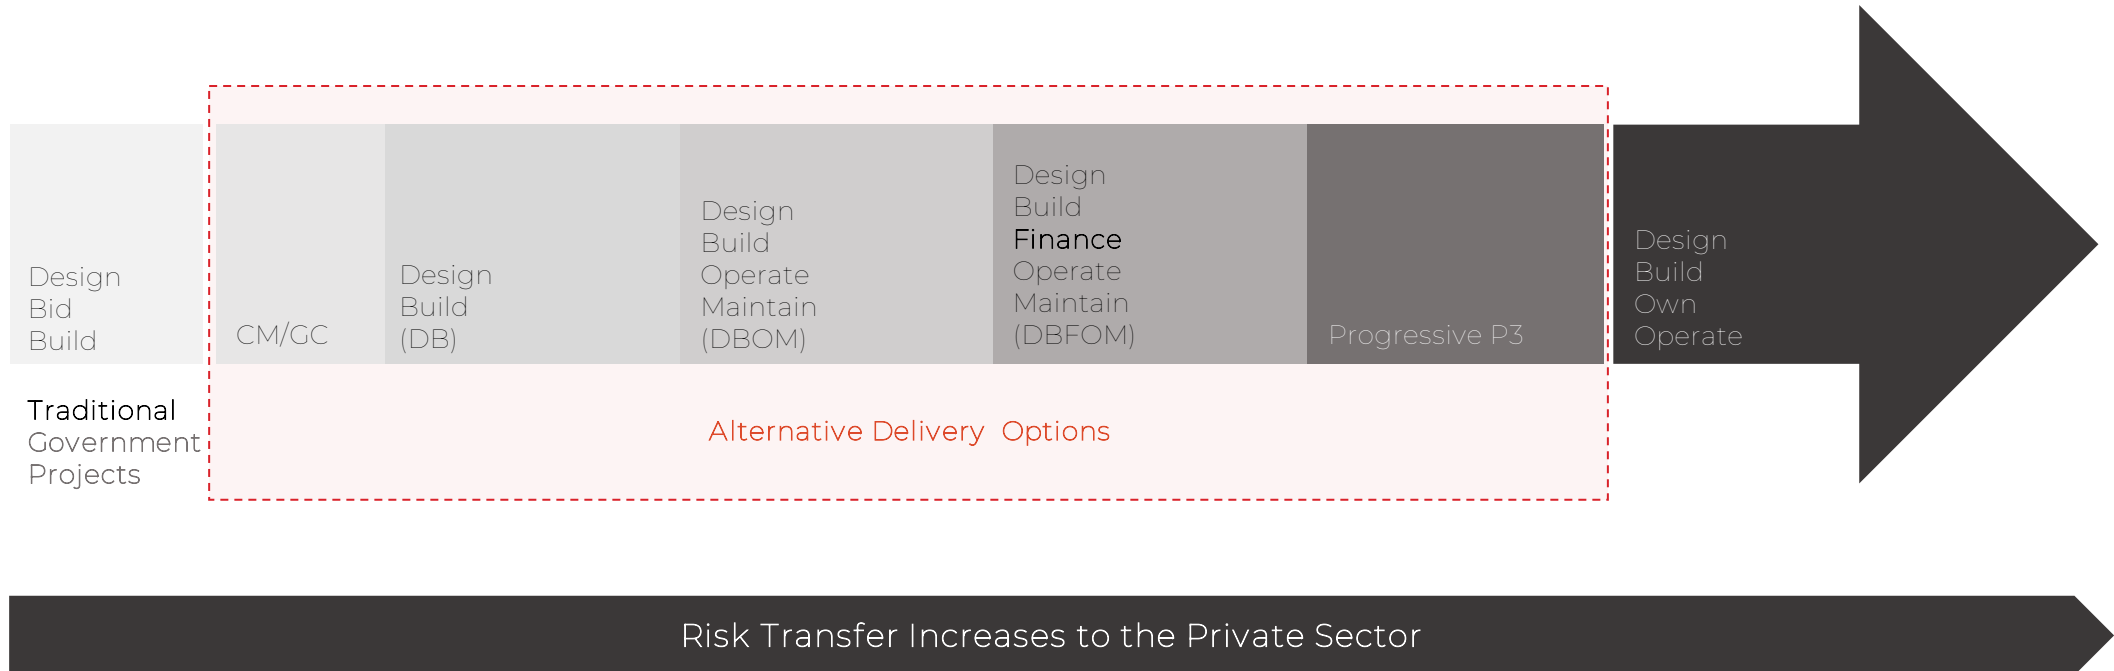 Design
Bid
Build
CM/GC
Design
Build
(DB)
Design
Build
Operate
Maintain
(DBOM)
Design
Build
Finance
Operate
Maintain
(DBFOM)
Progressive P3
Design
Build
Own
Operate
Traditional
Government
Projects
Alternative Delivery Options
Risk Transfer Increases to the Private Sector